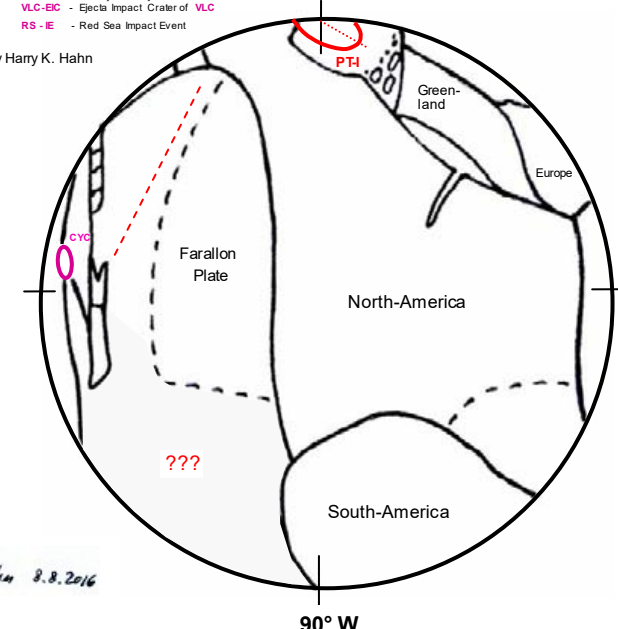 VLC-EIC - Ejecta Impact Crater of VLC
RS - IE - Red Sea Impact Event
Harry K. Hahn
PT-I
Green-
land
Europe
CYC
Farallon
Plate
North-America
???
South-America
8.8.2016
90° W